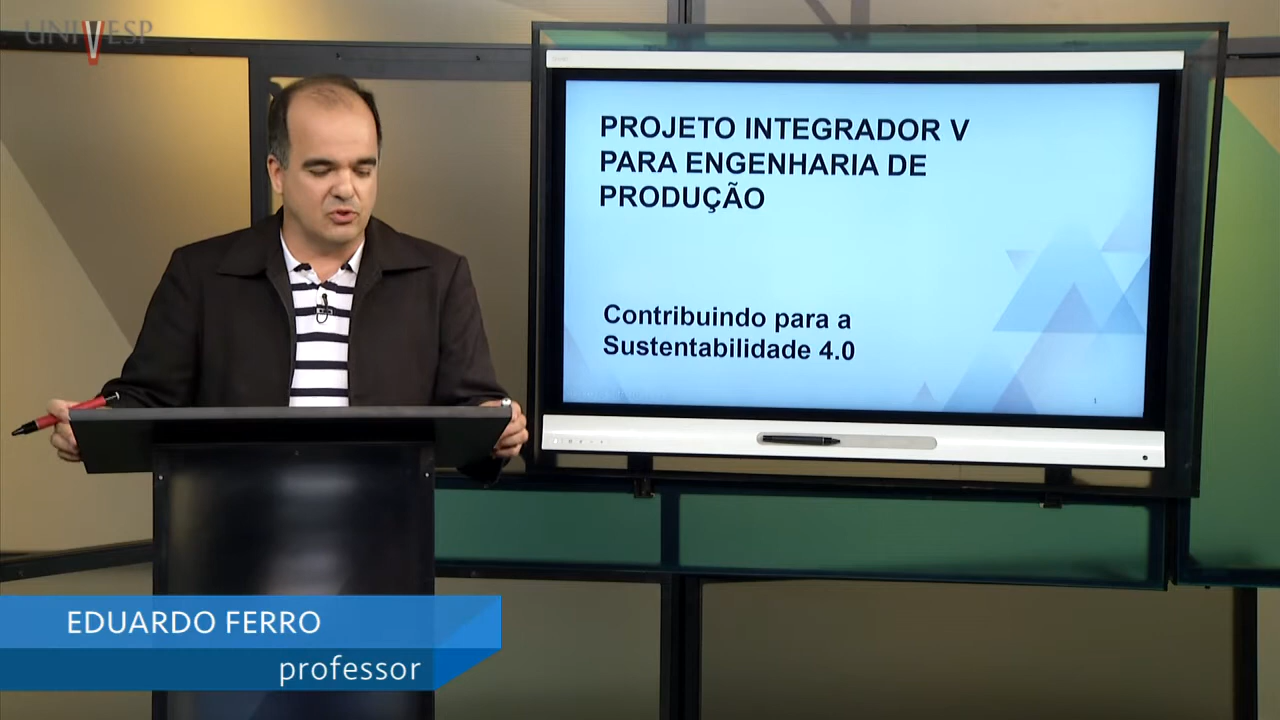 UNIVESP
PROJETO INTEGRADOR V
PARA ENGENHARIA DE
PRODUÇÃO
Contribuindo para a
Sustentabilidade 4.0
1
EDUARDO FERRO
professor